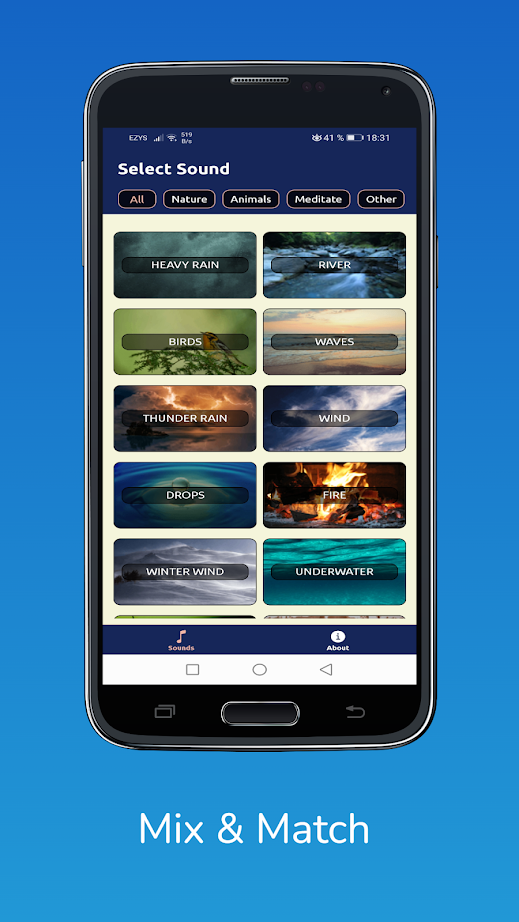 EZYS 519 B/s 41 % 18:31
Select Sound
All Nature Animals Meditate Other
HEAVY RAIN RIVER
BIRDS WAVES
THUNDER RAIN WIND
DROPS FIRE
WINTER WIND UNDERWATER
Sounds About
Mix & Match